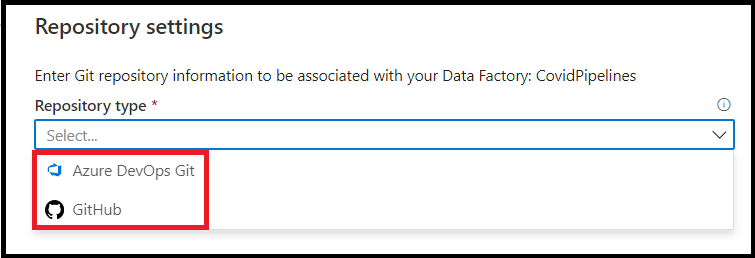 Repository settings
Enter Git repository information to be associated with your Data Factory: CovidPipelines
Repository type *
Select...
Azure DevOps Git
GitHub